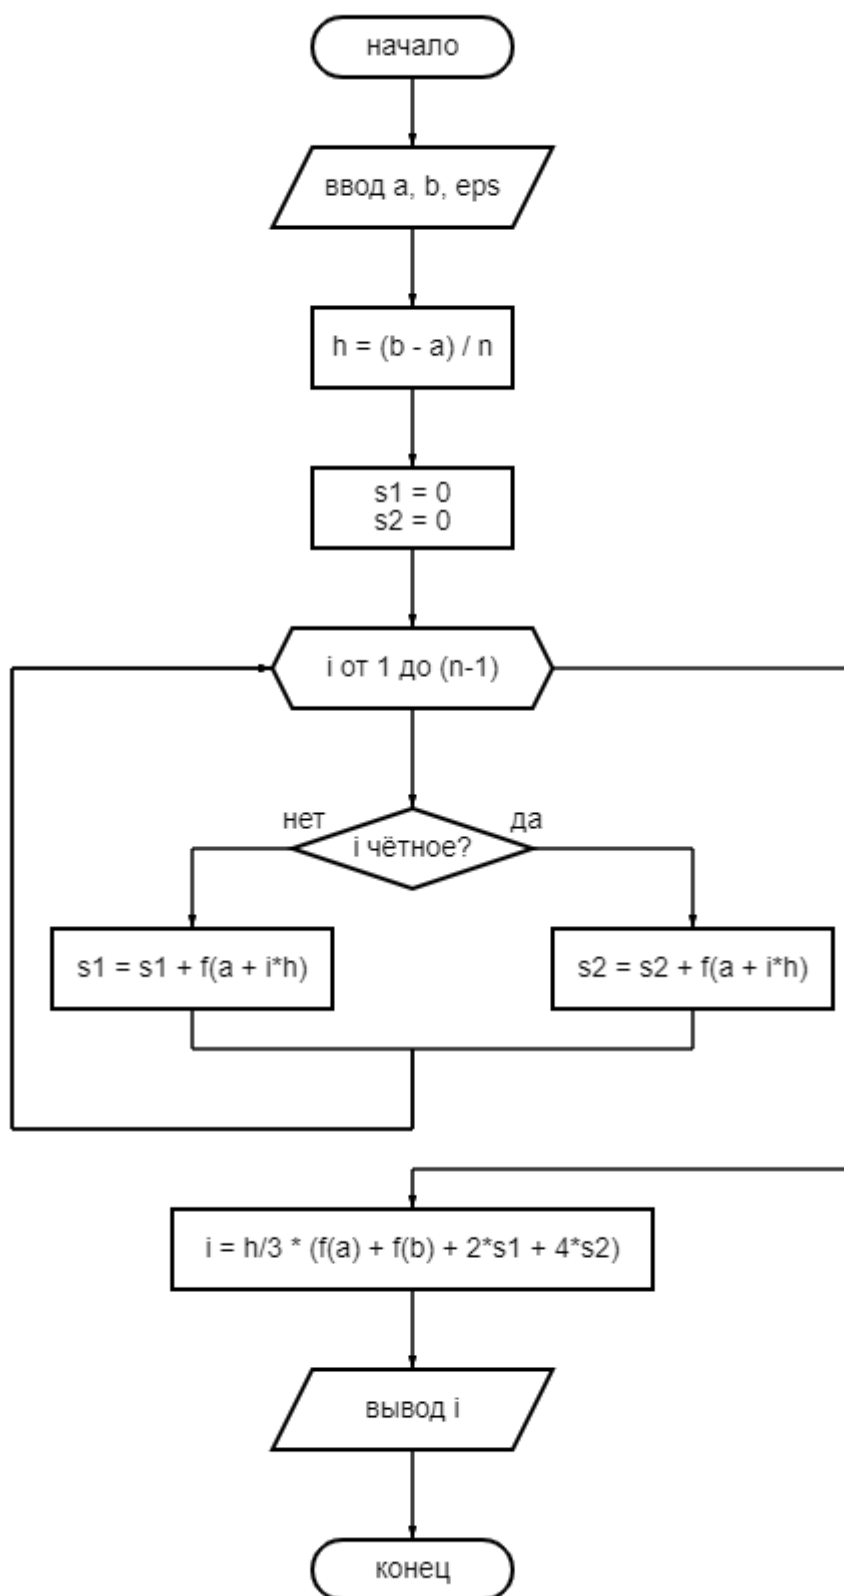 начало
ввод a, b, eps
h = (b - a) / n
s1 = 0
s2 = 0
i от 1 до (n-1)
нет
да
i чётное?
s1 = s1 + f(a + i*h)
s2 = s2 + f(a + i*h)
i = h/3 * (f(a) + f(b) + 2*s1 + 4*s2)
вывод i
конец